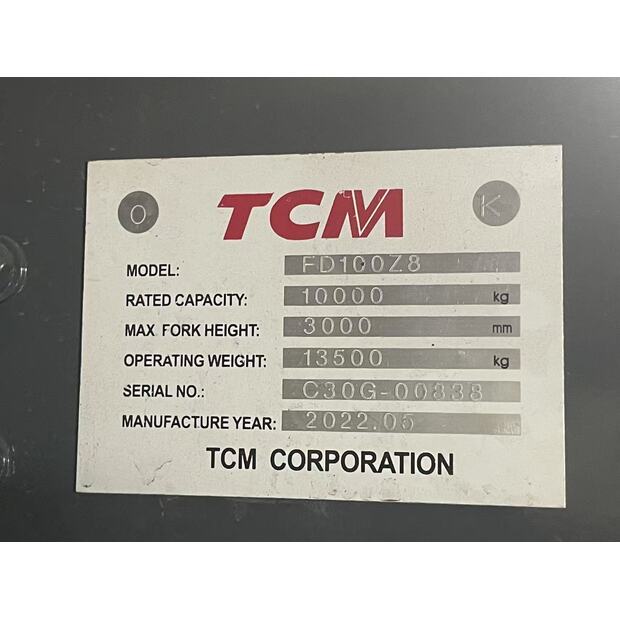 O TCM K
MODEL: FD100Z8
RATED CAPACITY: 10000 kg
MAX FORK HEIGHT: 3000 mm
OPERATING WEIGHT: 13500 kg
SERIAL NO.: C30G-00838
MANUFACTURE YEAR: 2022.05
TCM CORPORATION